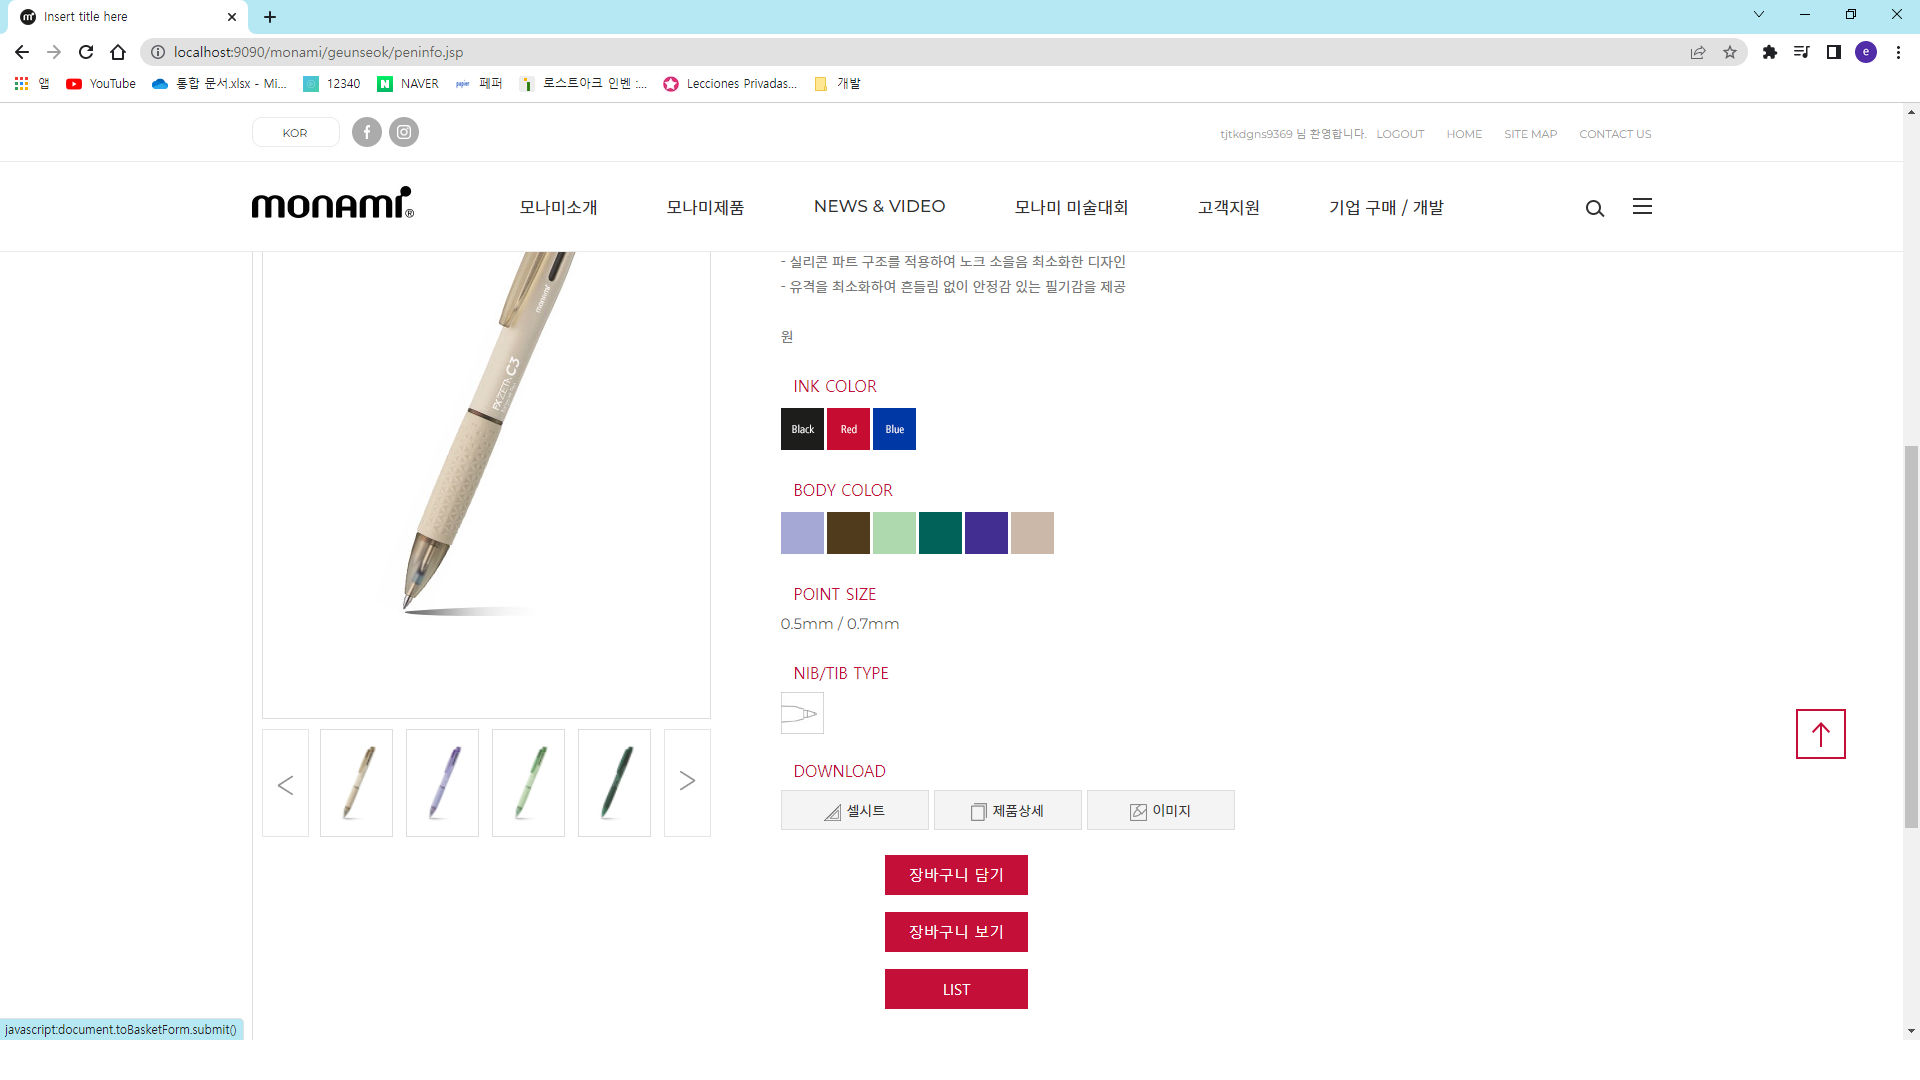 Insert title here
localhost:9090/monami/geunseok/peninfo.jsp
e
앱
YouTube
통합 문서.xlsx - Mi...
12340
NAVER
페퍼
로스트아크 인벤 :...
Lecciones Privadas...
개발
KOR
tjtkdgns9369 님 환영합니다.
LOGOUT
HOME
SITE MAP
CONTACT US
monami®
모나미소개
모나미제품
NEWS & VIDEO
모나미 미술대회
고객지원
기업 구매 / 개발
- 실리콘 파트 구조를 적용하여 노크 소을음 최소화한 디자인
- 유격을 최소화하여 흔들림 없이 안정감 있는 필기감을 제공
원
monami
FX ZETA C3
INK COLOR
Black
Red
Blue
BODY COLOR
POINT SIZE
0.5mm / 0.7mm
NIB/TIB TYPE
DOWNLOAD
셀시트
제품상세
이미지
장바구니 담기
장바구니 보기
LIST
javascript:document.toBasketForm.submit()